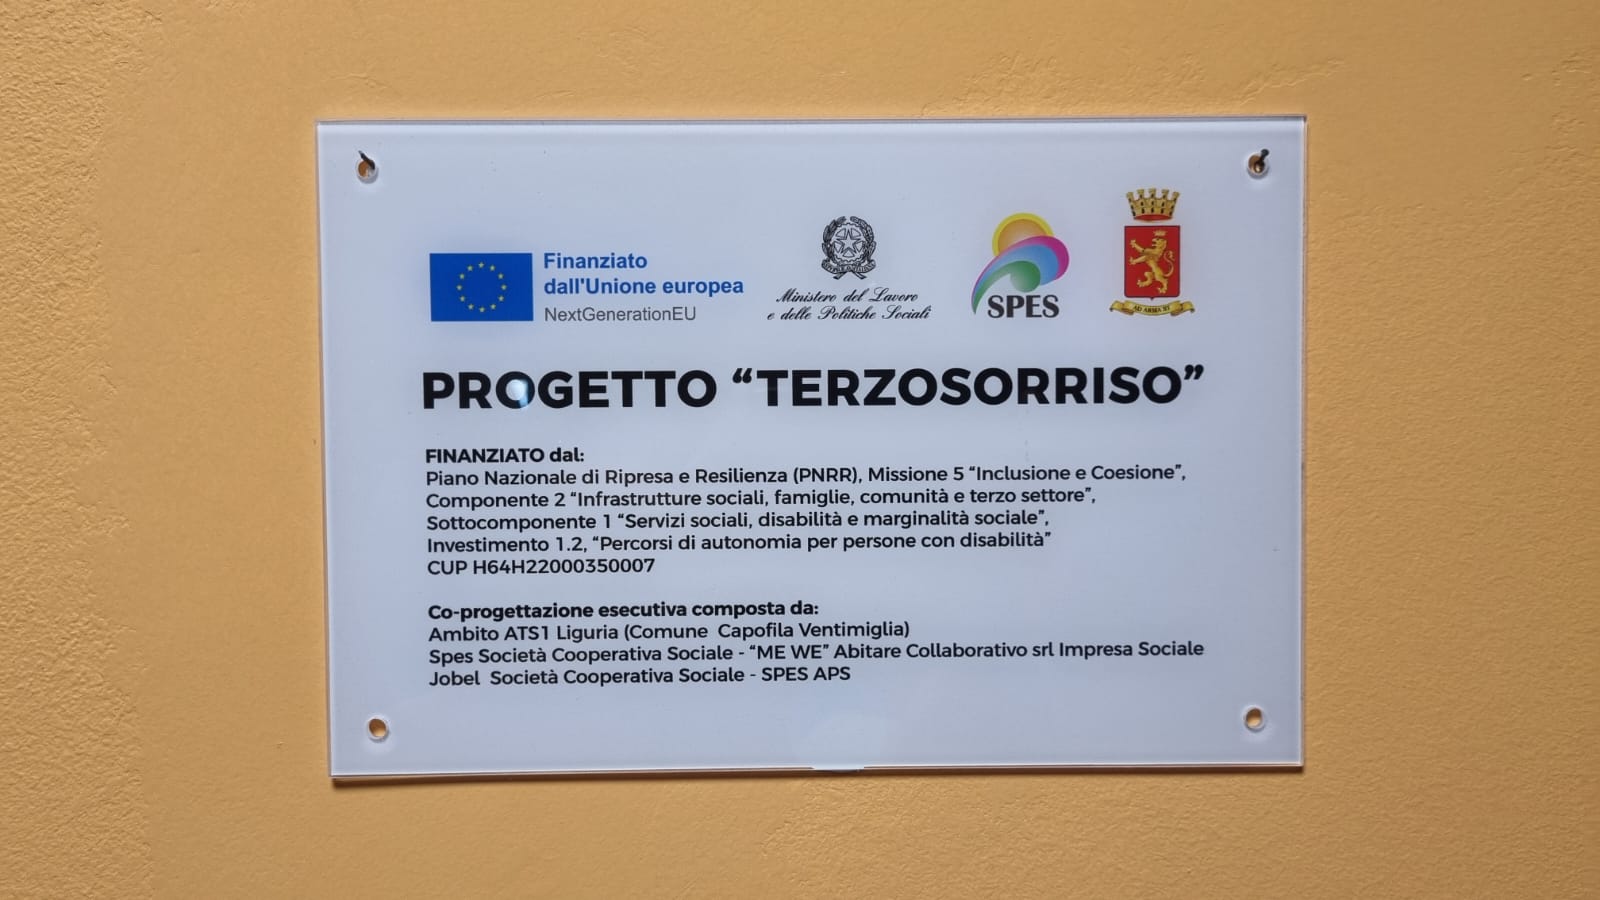 Finanziato
dall'Unione europea
NextGenerationEU
Ministero del Lavoro
e delle Politiche Sociali
SPES
AD ARMA SU
PROGETTO “TERZOSORRISO”
FINANZIATO dal:
Piano Nazionale di Ripresa e Resilienza (PNRR), Missione 5 “Inclusione e Coesione”,
Componente 2 “Infrastrutture sociali, famiglie, comunità e terzo settore”,
Sottocomponente 1 “Servizi sociali, disabilità e marginalità sociale”,
Investimento 1.2, “Percorsi di autonomia per persone con disabilità”
CUP H64H22000350007
Co-progettazione esecutiva composta da:
Ambito ATS1 Liguria (Comune Capofila Ventimiglia)
Spes Società Cooperativa Sociale - “ME WE” Abitare Collaborativo srl Impresa Sociale
Jobel Società Cooperativa Sociale - SPES APS